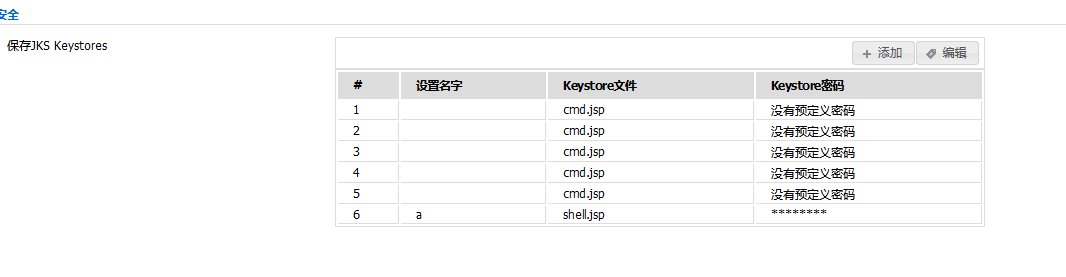 安全
保存JKS Keystores
添加 编辑
# 设置名字 Keystore文件 Keystore密码
1 cmd.jsp 没有预定义密码
2 cmd.jsp 没有预定义密码
3 cmd.jsp 没有预定义密码
4 cmd.jsp 没有预定义密码
5 cmd.jsp 没有预定义密码
6 a shell.jsp ********